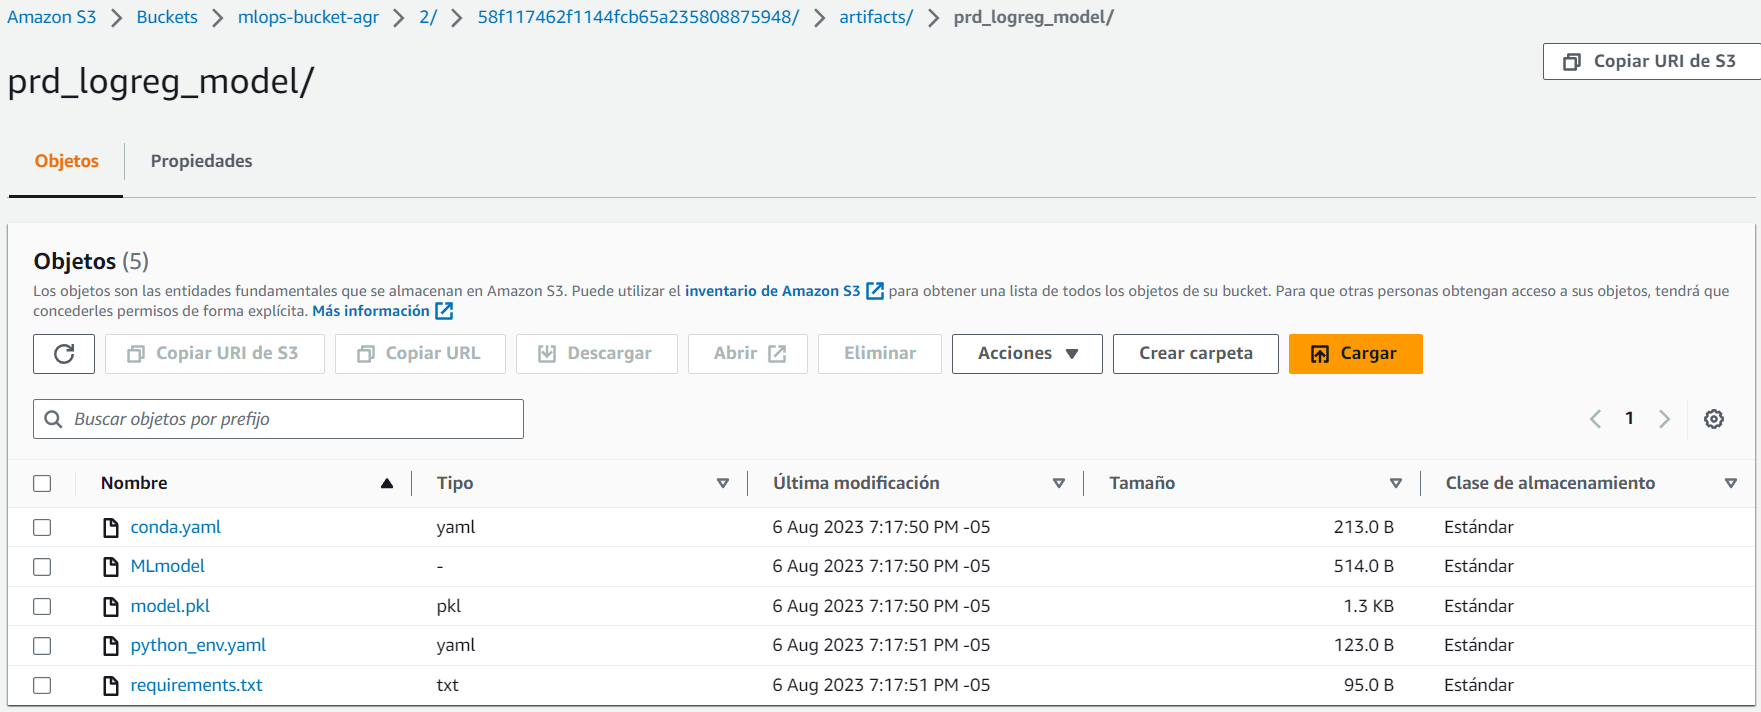 Amazon S3 > Buckets > mlops-bucket-agr > 2/ > 58f117462f1144fcb65a235808875948/ > artifacts/ > prd_logreg_model/
Copiar URI de S3
prd_logreg_model/
Objetos Propiedades
Objetos (5)
Los objetos son las entidades fundamentales que se almacenan en Amazon S3. Puede utilizar el inventario de Amazon S3 para obtener una lista de todos los objetos de su bucket. Para que otras personas obtengan acceso a sus objetos, tendrá que
concederles permisos de forma explícita. Más información
Copiar URI de S3 Copiar URL Descargar Abrir Eliminar Acciones Crear carpeta Cargar
Buscar objetos por prefijo 1
Nombre Tipo Última modificación Tamaño Clase de almacenamiento
conda.yaml yaml 6 Aug 2023 7:17:50 PM -05 213.0 B Estándar
MLmodel - 6 Aug 2023 7:17:50 PM -05 514.0 B Estándar
model.pkl pkl 6 Aug 2023 7:17:50 PM -05 1.3 KB Estándar
python_env.yaml yaml 6 Aug 2023 7:17:51 PM -05 123.0 B Estándar
requirements.txt txt 6 Aug 2023 7:17:51 PM -05 95.0 B Estándar